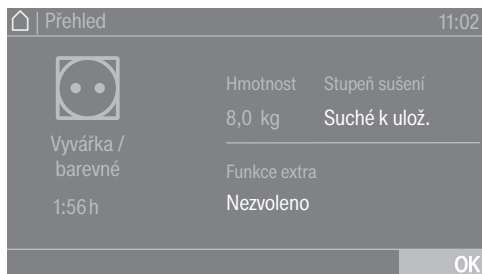 Přehled 11:02
Hmotnost Stupeň sušení
8,0 kg Suché k ulož.
Vyvářka /
barevné
1:56 h
Funkce extra
Nezvoleno
OK